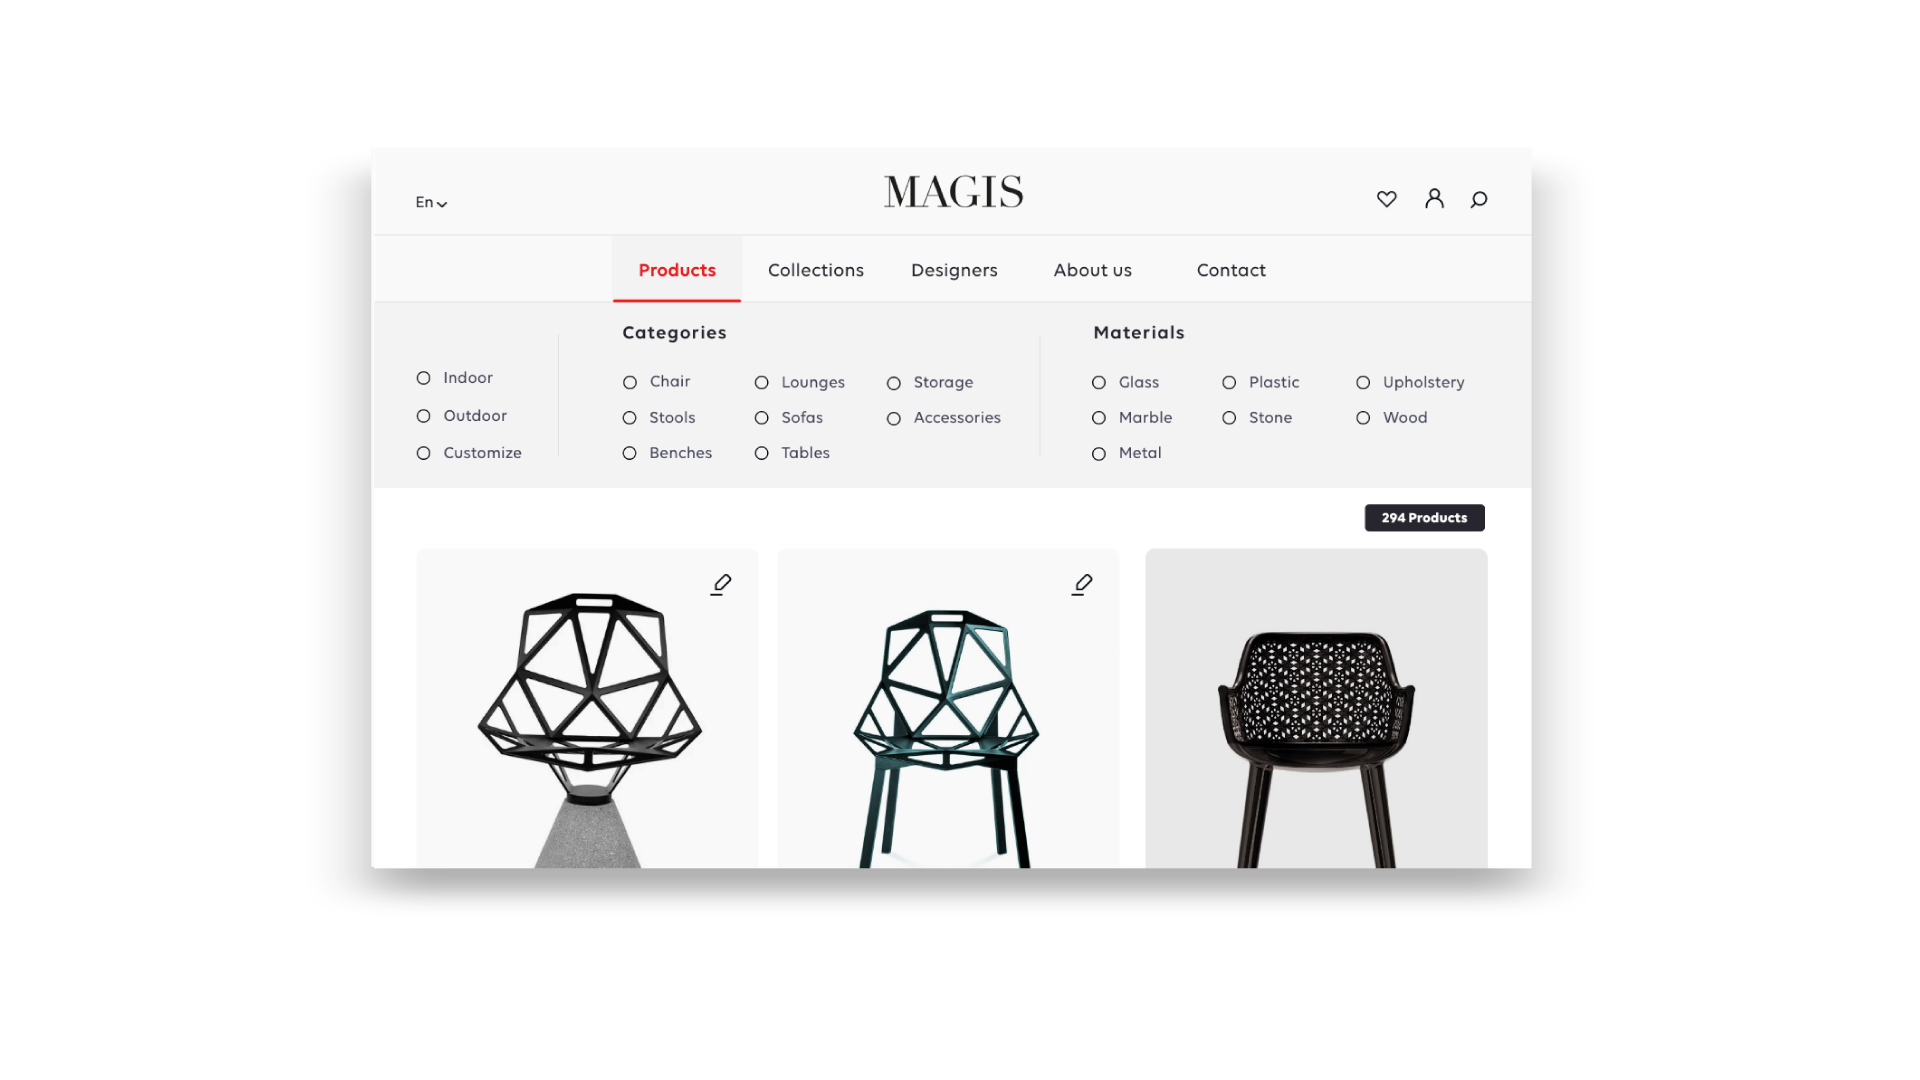 En
MAGIS
Products Collections Designers About us Contact
Categories
Materials
Indoor
Outdoor
Customize
Chair Lounges Storage
Stools Sofas Accessories
Benches Tables
Glass Plastic Upholstery
Marble Stone Wood
Metal
294 Products